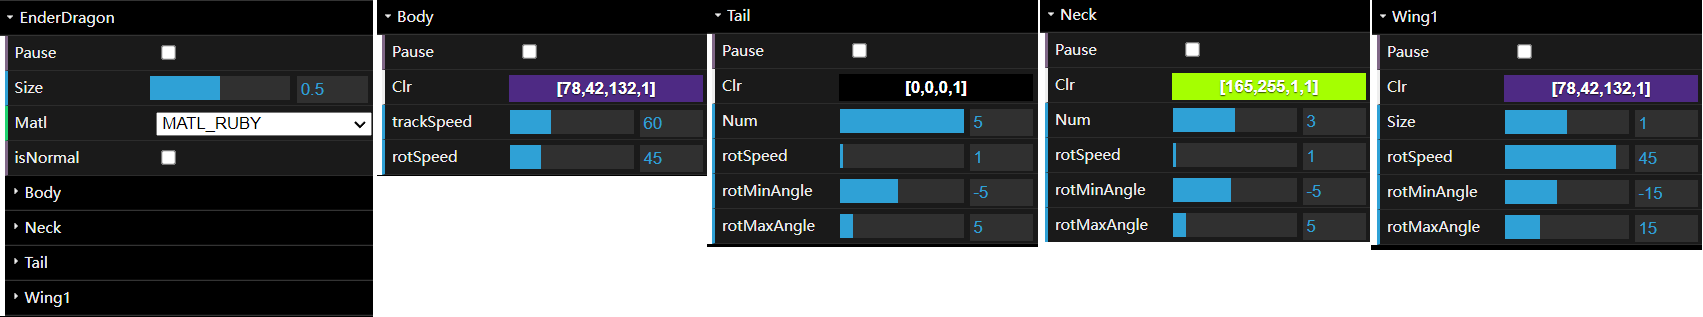 EnderDragon
Pause
Size 0.5
Matl MATL_RUBY
isNormal
Body
Neck
Tail
Wing1
Body
Pause
Clr [78,42,132,1]
trackSpeed 60
rotSpeed 45
Tail
Pause
Clr [0,0,0,1]
Num 5
rotSpeed 1
rotMinAngle -5
rotMaxAngle 5
Neck
Pause
Clr [165,255,1,1]
Num 3
rotSpeed 1
rotMinAngle -5
rotMaxAngle 5
Wing1
Pause
Clr [78,42,132,1]
Size 1
rotSpeed 45
rotMinAngle -15
rotMaxAngle 15